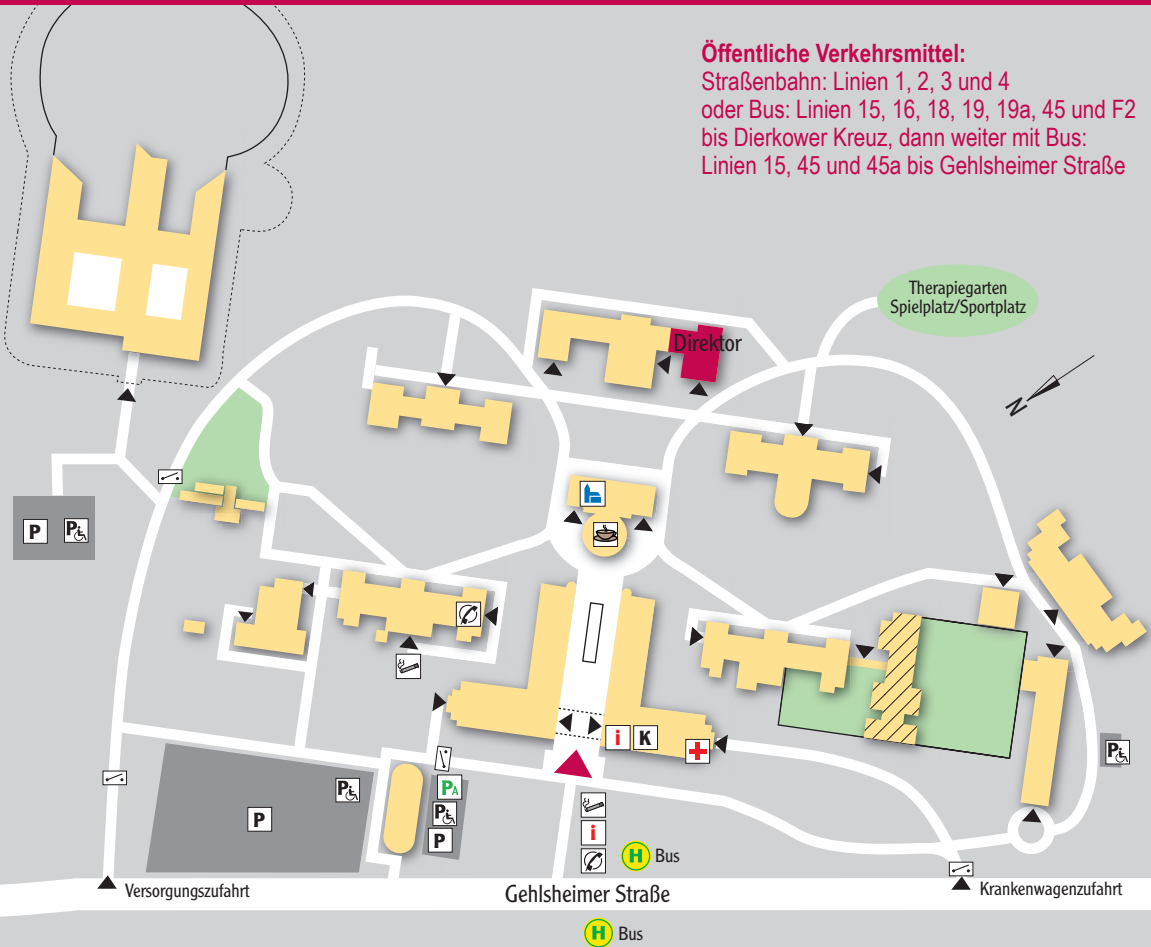 Öffentliche Verkehrsmittel:
Straßenbahn: Linien 1, 2, 3 und 4
oder Bus: Linien 15, 16, 18, 19, 19a, 45 und F2
bis Dierkower Kreuz, dann weiter mit Bus:
Linien 15, 45 und 45a bis Gehlsheimer Straße
Therapiegarten
Spielplatz/Sportplatz
Direktor
N
P
P
i
K
P
PA
P
P
P
P
i
H Bus
Versorgungszufahrt
Gehlsheimer Straße
Krankenwagenzufahrt
H Bus